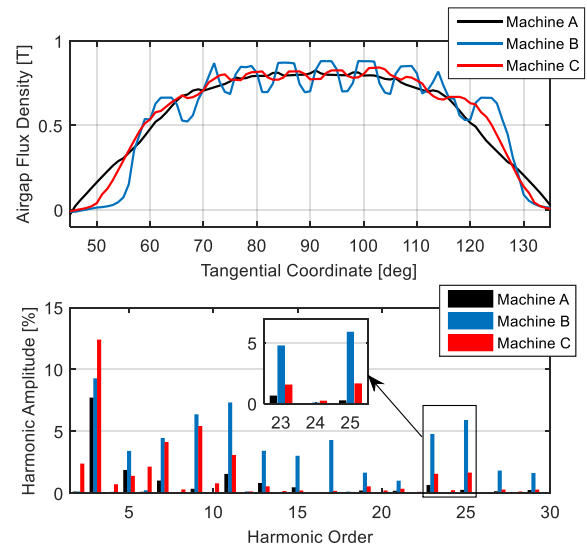 Machine A
Machine B
Machine C
1
0.5
0
Airgap Flux Density [T]
50 60 70 80 90 100 110 120 130
Tangential Coordinate [deg]
Machine A
Machine B
Machine C
15
10
5
0
Harmonic Amplitude [%]
5
0
23 24 25
5 10 15 20 25 30
Harmonic Order